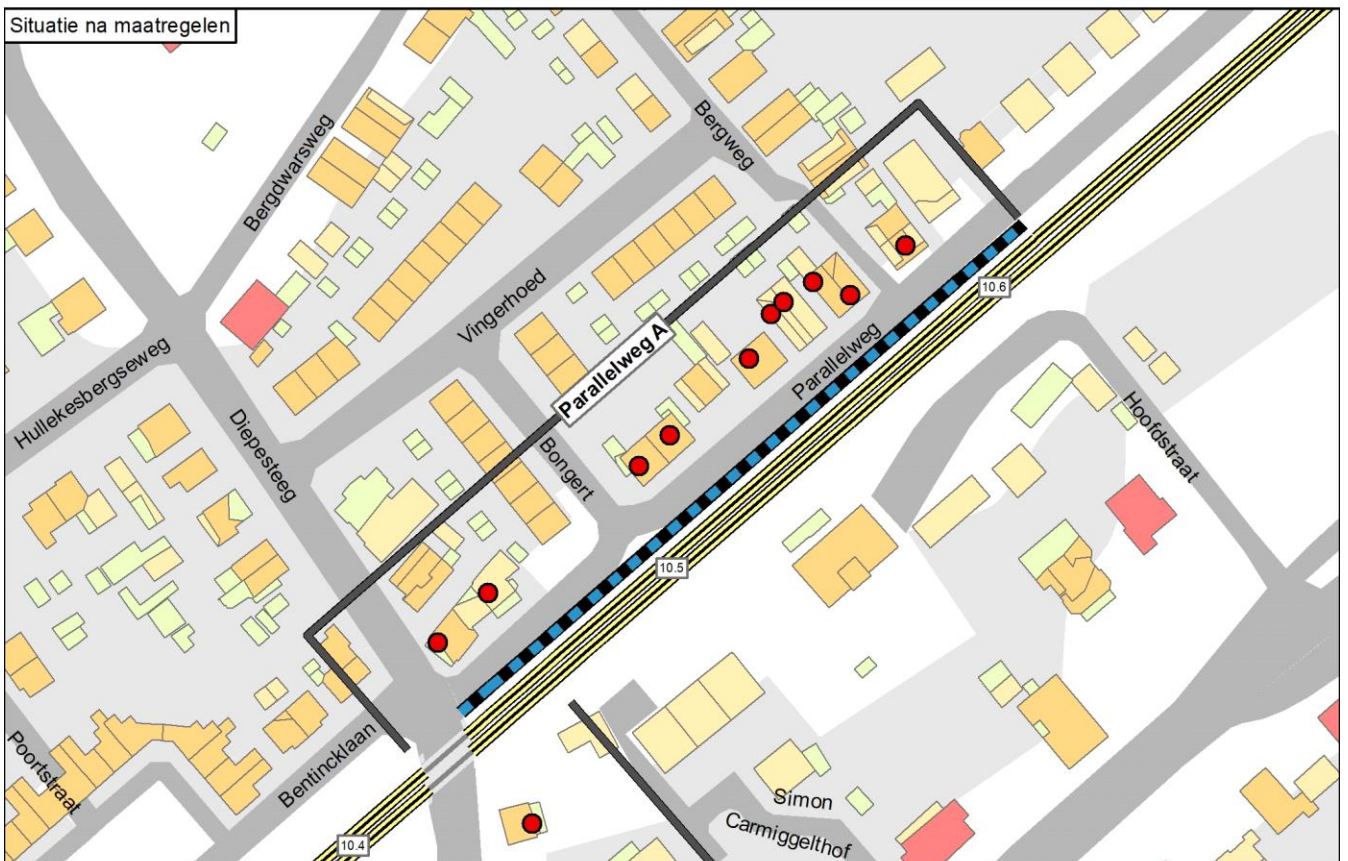 Situatie na maatregelen
Bergdwarsweg
Bergweg
Vingerhoed
10.6
Parallelweg A
Parallelweg
Hullekesbergseweg
Diepesteeg
Hoofdstraat
Bongert
10.5
Poortstraat
Bentincklaan
Simon
Carmiggelthof
10.4